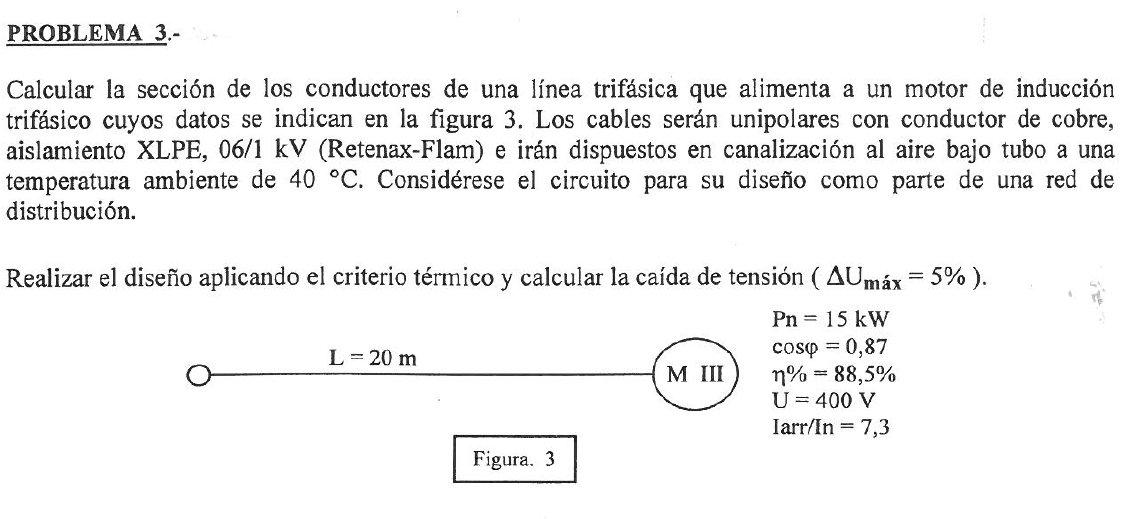 PROBLEMA 3.-
Calcular la sección de los conductores de una línea trifásica que alimenta a un motor de inducción
trifásico cuyos datos se indican en la figura 3. Los cables serán unipolares con conductor de cobre,
aislamiento XLPE, 06/1 kV (Retenax-Flam) e irán dispuestos en canalización al aire bajo tubo a una
temperatura ambiente de 40 °C. Considérese el circuito para su diseño como parte de una red de
distribución.
Realizar el diseño aplicando el criterio térmico y calcular la caída de tensión ( ΔUmáx = 5% ).
Pn = 15 kW
cosφ = 0,87
L = 20 m
M III
η% = 88,5%
U = 400 V
Iarr/In = 7,3
Figura. 3